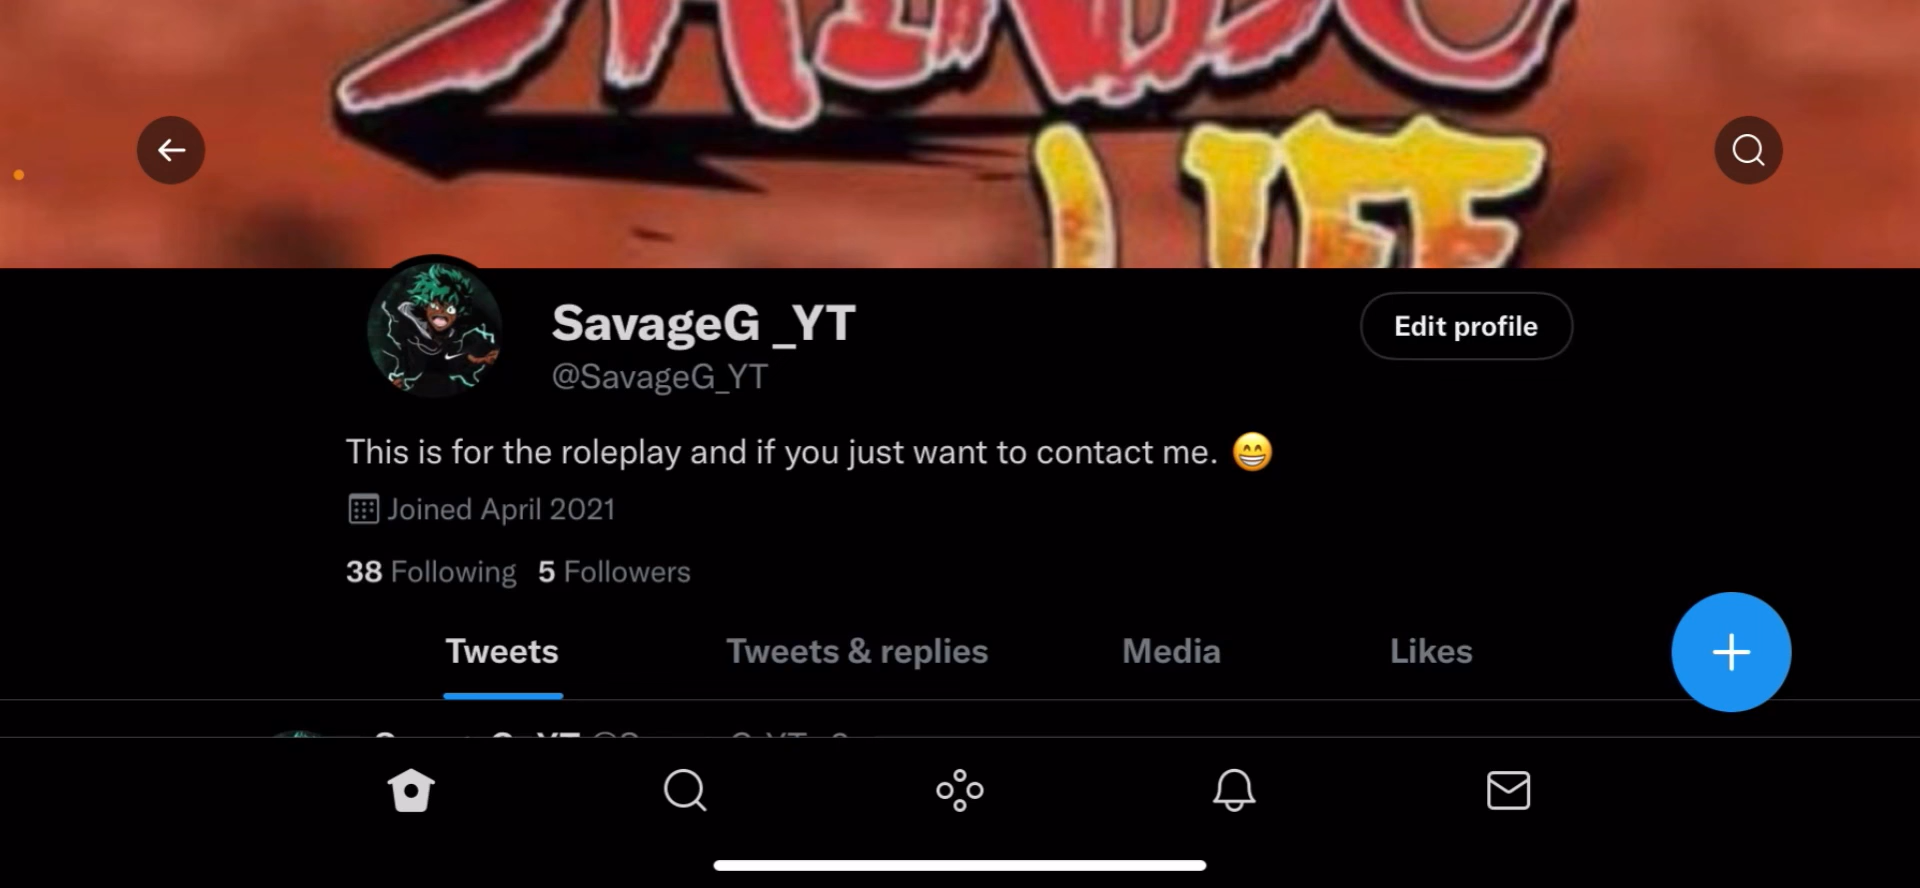 LIFE
SavageG _YT
@SavageG_YT
Edit profile
This is for the roleplay and if you just want to contact me. 😁
Joined April 2021
38 Following 5 Followers
Tweets
Tweets & replies
Media
Likes